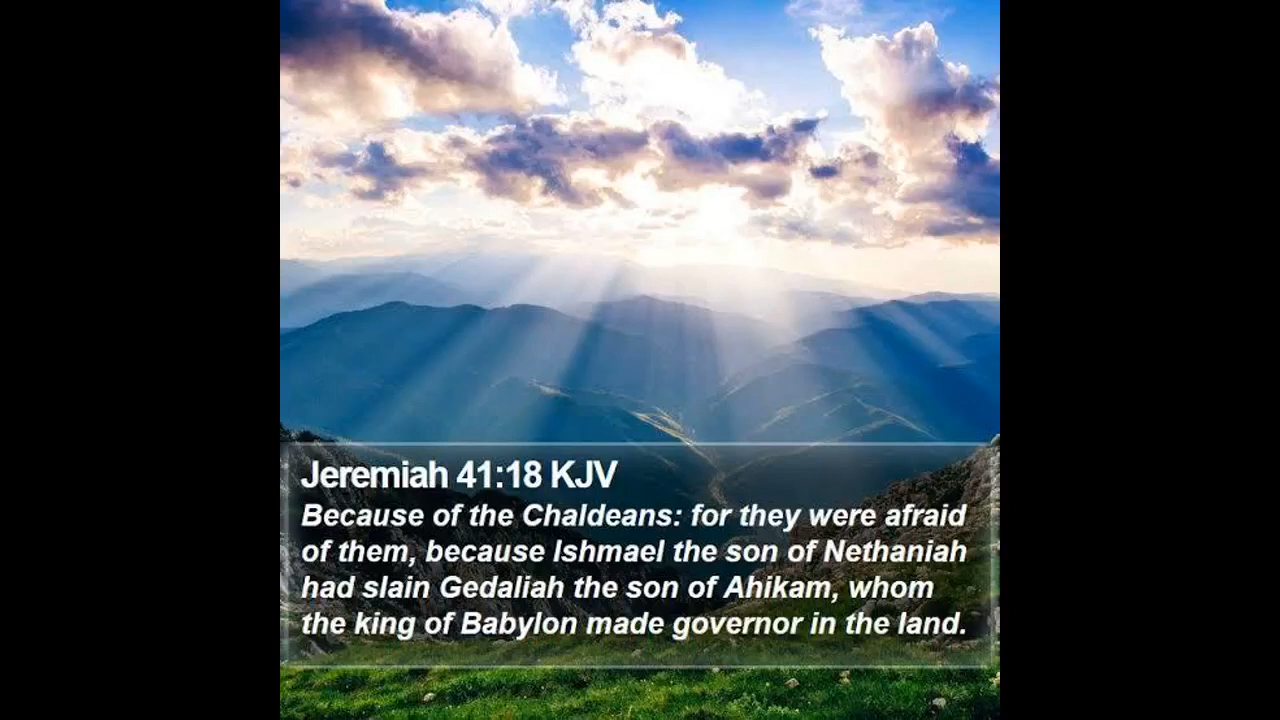 Jeremiah 41:18 KJV
Because of the Chaldeans: for they were afraid
of them, because Ishmael the son of Nethaniah
had slain Gedaliah the son of Ahikam, whom
the king of Babylon made governor in the land.